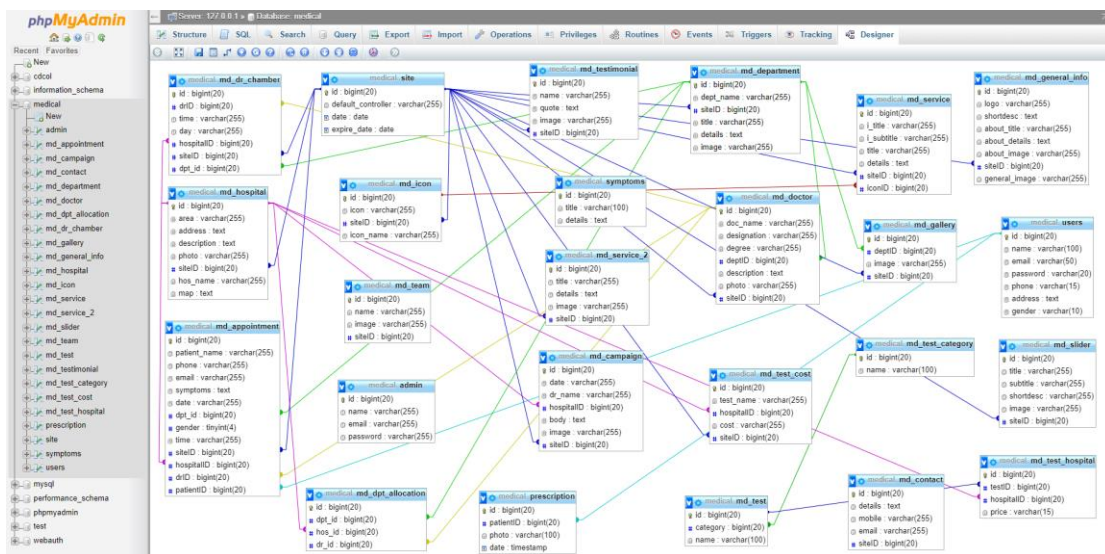 phpMyAdmin
Recent Favorites
New
cdcol
information_schema
medical
New
admin
md_appointment
md_campaign
md_contact
md_department
md_doctor
md_dpt_allocation
md_dr_chamber
md_gallery
md_general_info
md_hospital
md_icon
md_service
md_service_2
md_slider
md_team
md_test
md_testimonial
md_test_category
md_test_cost
md_test_hospital
prescription
site
symptoms
users
mysql
performance_schema
phpmyadmin
test
webauth
Server: 127.0.0.1 » Database: medical
Structure SQL Search Query Export Import Operations Privileges Routines Events Triggers Tracking Designer
medical md_dr_chamber
id : bigint(20)
drID : bigint(20)
time : varchar(255)
day : varchar(255)
hospitalID : bigint(20)
siteID : bigint(20)
dpt_id : bigint(20)
medical site
id : bigint(20)
default_controller : varchar(255)
date : date
expire_date : date
medical md_testimonial
id : bigint(20)
name : varchar(255)
quote : text
image : varchar(255)
siteID : bigint(20)
medical md_department
id : bigint(20)
dept_name : varchar(255)
siteID : bigint(20)
title : varchar(255)
details : text
image : varchar(255)
medical md_service
id : bigint(20)
i_title : varchar(255)
i_subtitle : varchar(255)
title : varchar(255)
details : text
siteID : bigint(20)
iconID : bigint(20)
medical md_general_info
id : bigint(20)
logo : varchar(255)
shortdesc : text
about_title : varchar(255)
about_details : text
about_image : varchar(255)
siteID : bigint(20)
general_image : varchar(255)
medical md_hospital
id : bigint(20)
area : varchar(255)
address : text
description : text
photo : varchar(255)
siteID : bigint(20)
hos_name : varchar(255)
map : text
medical md_icon
id : bigint(20)
icon : varchar(255)
siteID : bigint(20)
icon_name : varchar(255)
medical symptoms
id : bigint(20)
title : varchar(100)
details : text
medical md_doctor
id : bigint(20)
doc_name : varchar(255)
designation : varchar(255)
degree : varchar(255)
deptID : bigint(20)
description : text
photo : varchar(255)
siteID : bigint(20)
medical md_gallery
id : bigint(20)
deptID : bigint(20)
image : varchar(255)
siteID : bigint(20)
medical users
id : bigint(20)
name : varchar(100)
email : varchar(50)
password : varchar(20)
phone : varchar(15)
address : text
gender : varchar(10)
medical md_service_2
id : bigint(20)
title : varchar(255)
details : text
image : varchar(255)
siteID : bigint(20)
medical md_team
id : bigint(20)
name : varchar(255)
image : varchar(255)
siteID : bigint(20)
medical md_appointment
id : bigint(20)
patient_name : varchar(255)
phone : varchar(255)
email : varchar(255)
symptoms : text
date : varchar(255)
dpt_id : bigint(20)
gender : tinyint(4)
time : varchar(255)
siteID : bigint(20)
hospitalID : bigint(20)
drID : bigint(20)
patientID : bigint(20)
medical admin
id : bigint(20)
name : varchar(255)
email : varchar(255)
password : varchar(255)
medical md_campaign
id : bigint(20)
date : varchar(255)
dr_name : varchar(255)
hospitalID : bigint(20)
body : text
image : varchar(255)
siteID : bigint(20)
medical md_test_cost
id : bigint(20)
test_name : varchar(255)
hospitalID : bigint(20)
cost : varchar(255)
siteID : bigint(20)
medical md_test_category
id : bigint(20)
name : varchar(100)
medical md_slider
id : bigint(20)
title : varchar(255)
subtitle : varchar(255)
shortdesc : varchar(255)
image : varchar(255)
siteID : bigint(20)
medical md_dpt_allocation
id : bigint(20)
dpt_id : bigint(20)
hos_id : bigint(20)
dr_id : bigint(20)
medical prescription
id : bigint(20)
patientID : bigint(20)
photo : varchar(100)
date : timestamp
medical md_test
id : bigint(20)
category : bigint(20)
name : varchar(100)
medical md_contact
id : bigint(20)
details : text
mobile : varchar(255)
email : varchar(255)
siteID : bigint(20)
medical md_test_hospital
id : bigint(20)
testID : bigint(20)
hospitalID : bigint(20)
price : varchar(15)